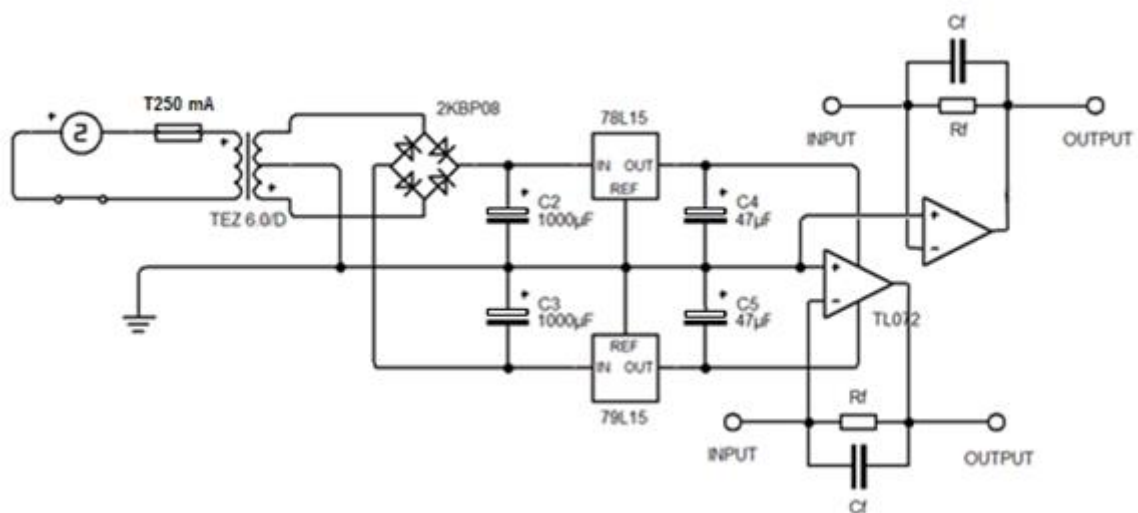 Cf
T250 mA
2KBP08
78L15
Rf
INPUT
OUTPUT
IN OUT
REF
C2
1000µF
C4
47µF
TEZ 6.0/D
C3
1000µF
C5
47µF
TL072
REF
IN OUT
79L15
Rf
INPUT
OUTPUT
Cf